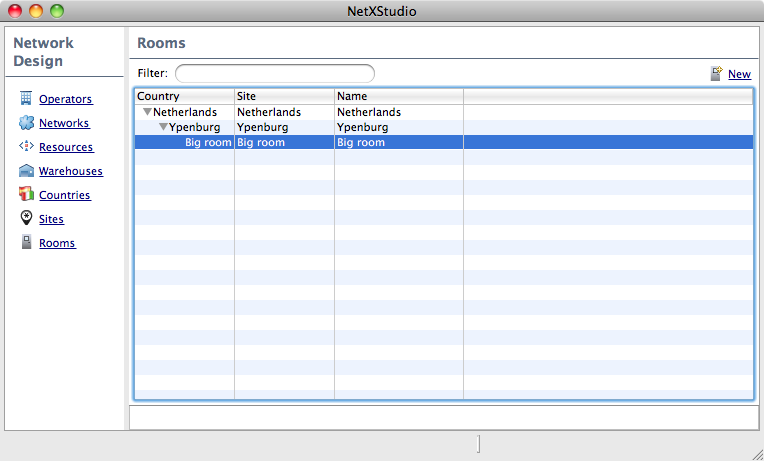 NetXStudio
Network
Design
Operators
Networks
Resources
Warehouses
Countries
Sites
Rooms
Rooms
Filter:
New
Country Site Name
Netherlands Netherlands Netherlands
Ypenburg Ypenburg Ypenburg
Big room Big room Big room